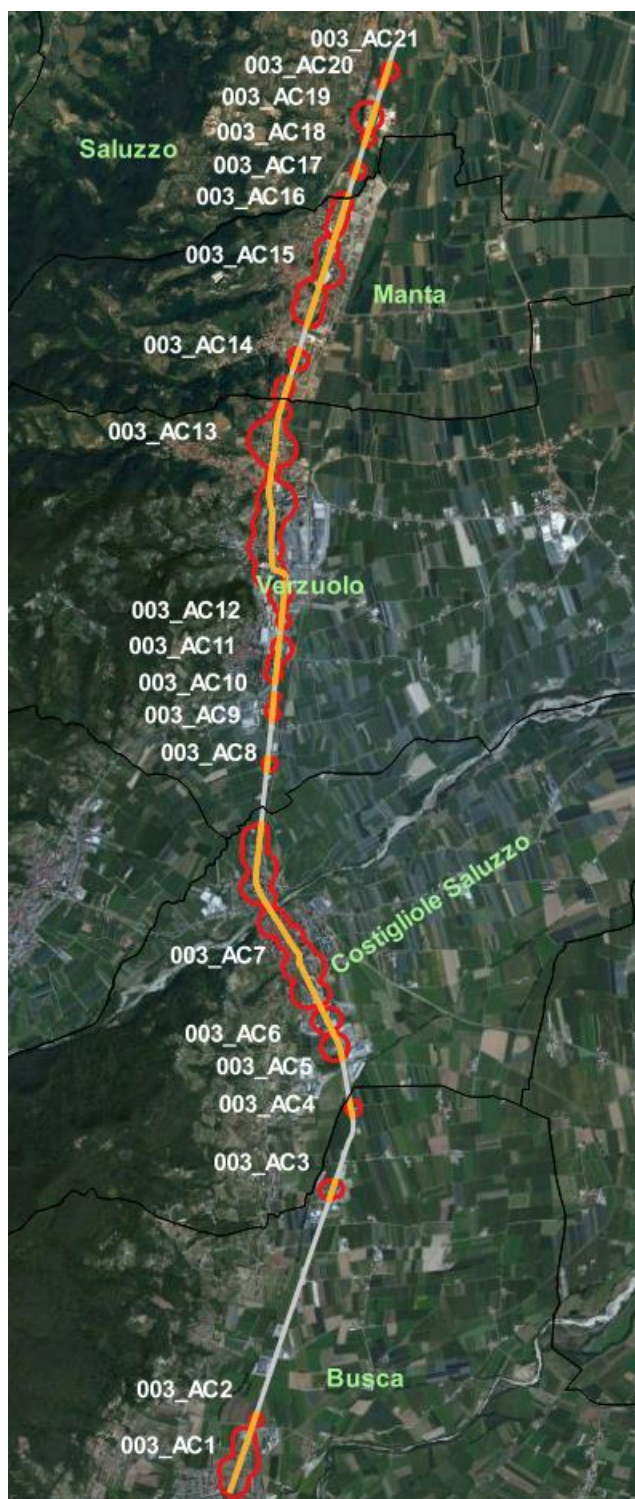 003_AC21
003_AC20
003_AC19
003_AC18
Saluzzo
003_AC17
003_AC16
003_AC15
Manta
003_AC14
003_AC13
Verzuolo
003_AC12
003_AC11
003_AC10
003_AC9
003_AC8
Costigliole Saluzzo
003_AC7
003_AC6
003_AC5
003_AC4
003_AC3
Busca
003_AC2
003_AC1